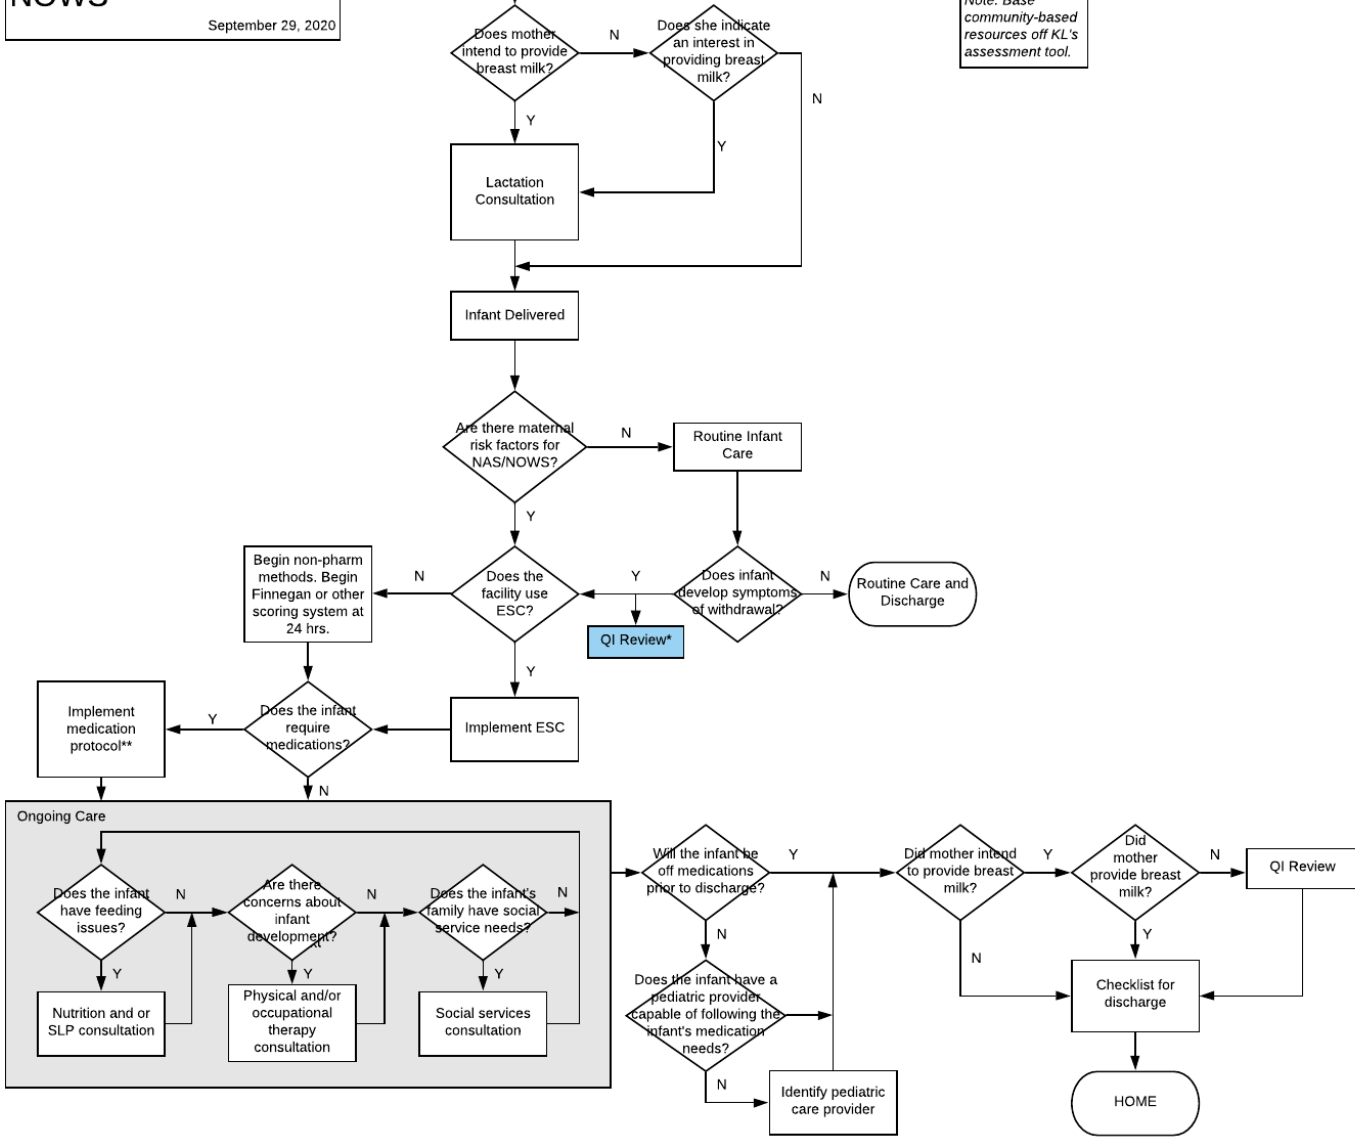 NOWS
September 29, 2020
Note: Base
community-based
resources off KL's
assessment tool.
Does mother
intend to provide
breast milk?
N
Does she indicate
an interest in
providing breast
milk?
N
Y
Y
Lactation
Consultation
Infant Delivered
Are there maternal
risk factors for
NAS/NOWS?
N
Routine Infant
Care
Y
Begin non-pharm
methods. Begin
Finnegan or other
scoring system at
24 hrs.
N
Does the
facility use
ESC?
Y
Does infant
develop symptoms
of withdrawal?
N
Routine Care and
Discharge
QI Review*
Y
Implement
medication
protocol**
Y
Does the infant
require
medications?
Implement ESC
N
Ongoing Care
Does the infant
have feeding
issues?
N
Are there
concerns about
infant
development?
N
Does the infant's
family have social
service needs?
N
Y
Y
Y
Nutrition and or
SLP consultation
Physical and/or
occupational
therapy
consultation
Social services
consultation
Will the infant be
off medications
prior to discharge?
Y
Did mother intend
to provide breast
milk?
Y
Did
mother
provide breast
milk?
N
QI Review
N
Y
N
Does the infant have a
pediatric provider
capable of following the
infant's medication
needs?
Checklist for
discharge
N
Identify pediatric
care provider
HOME